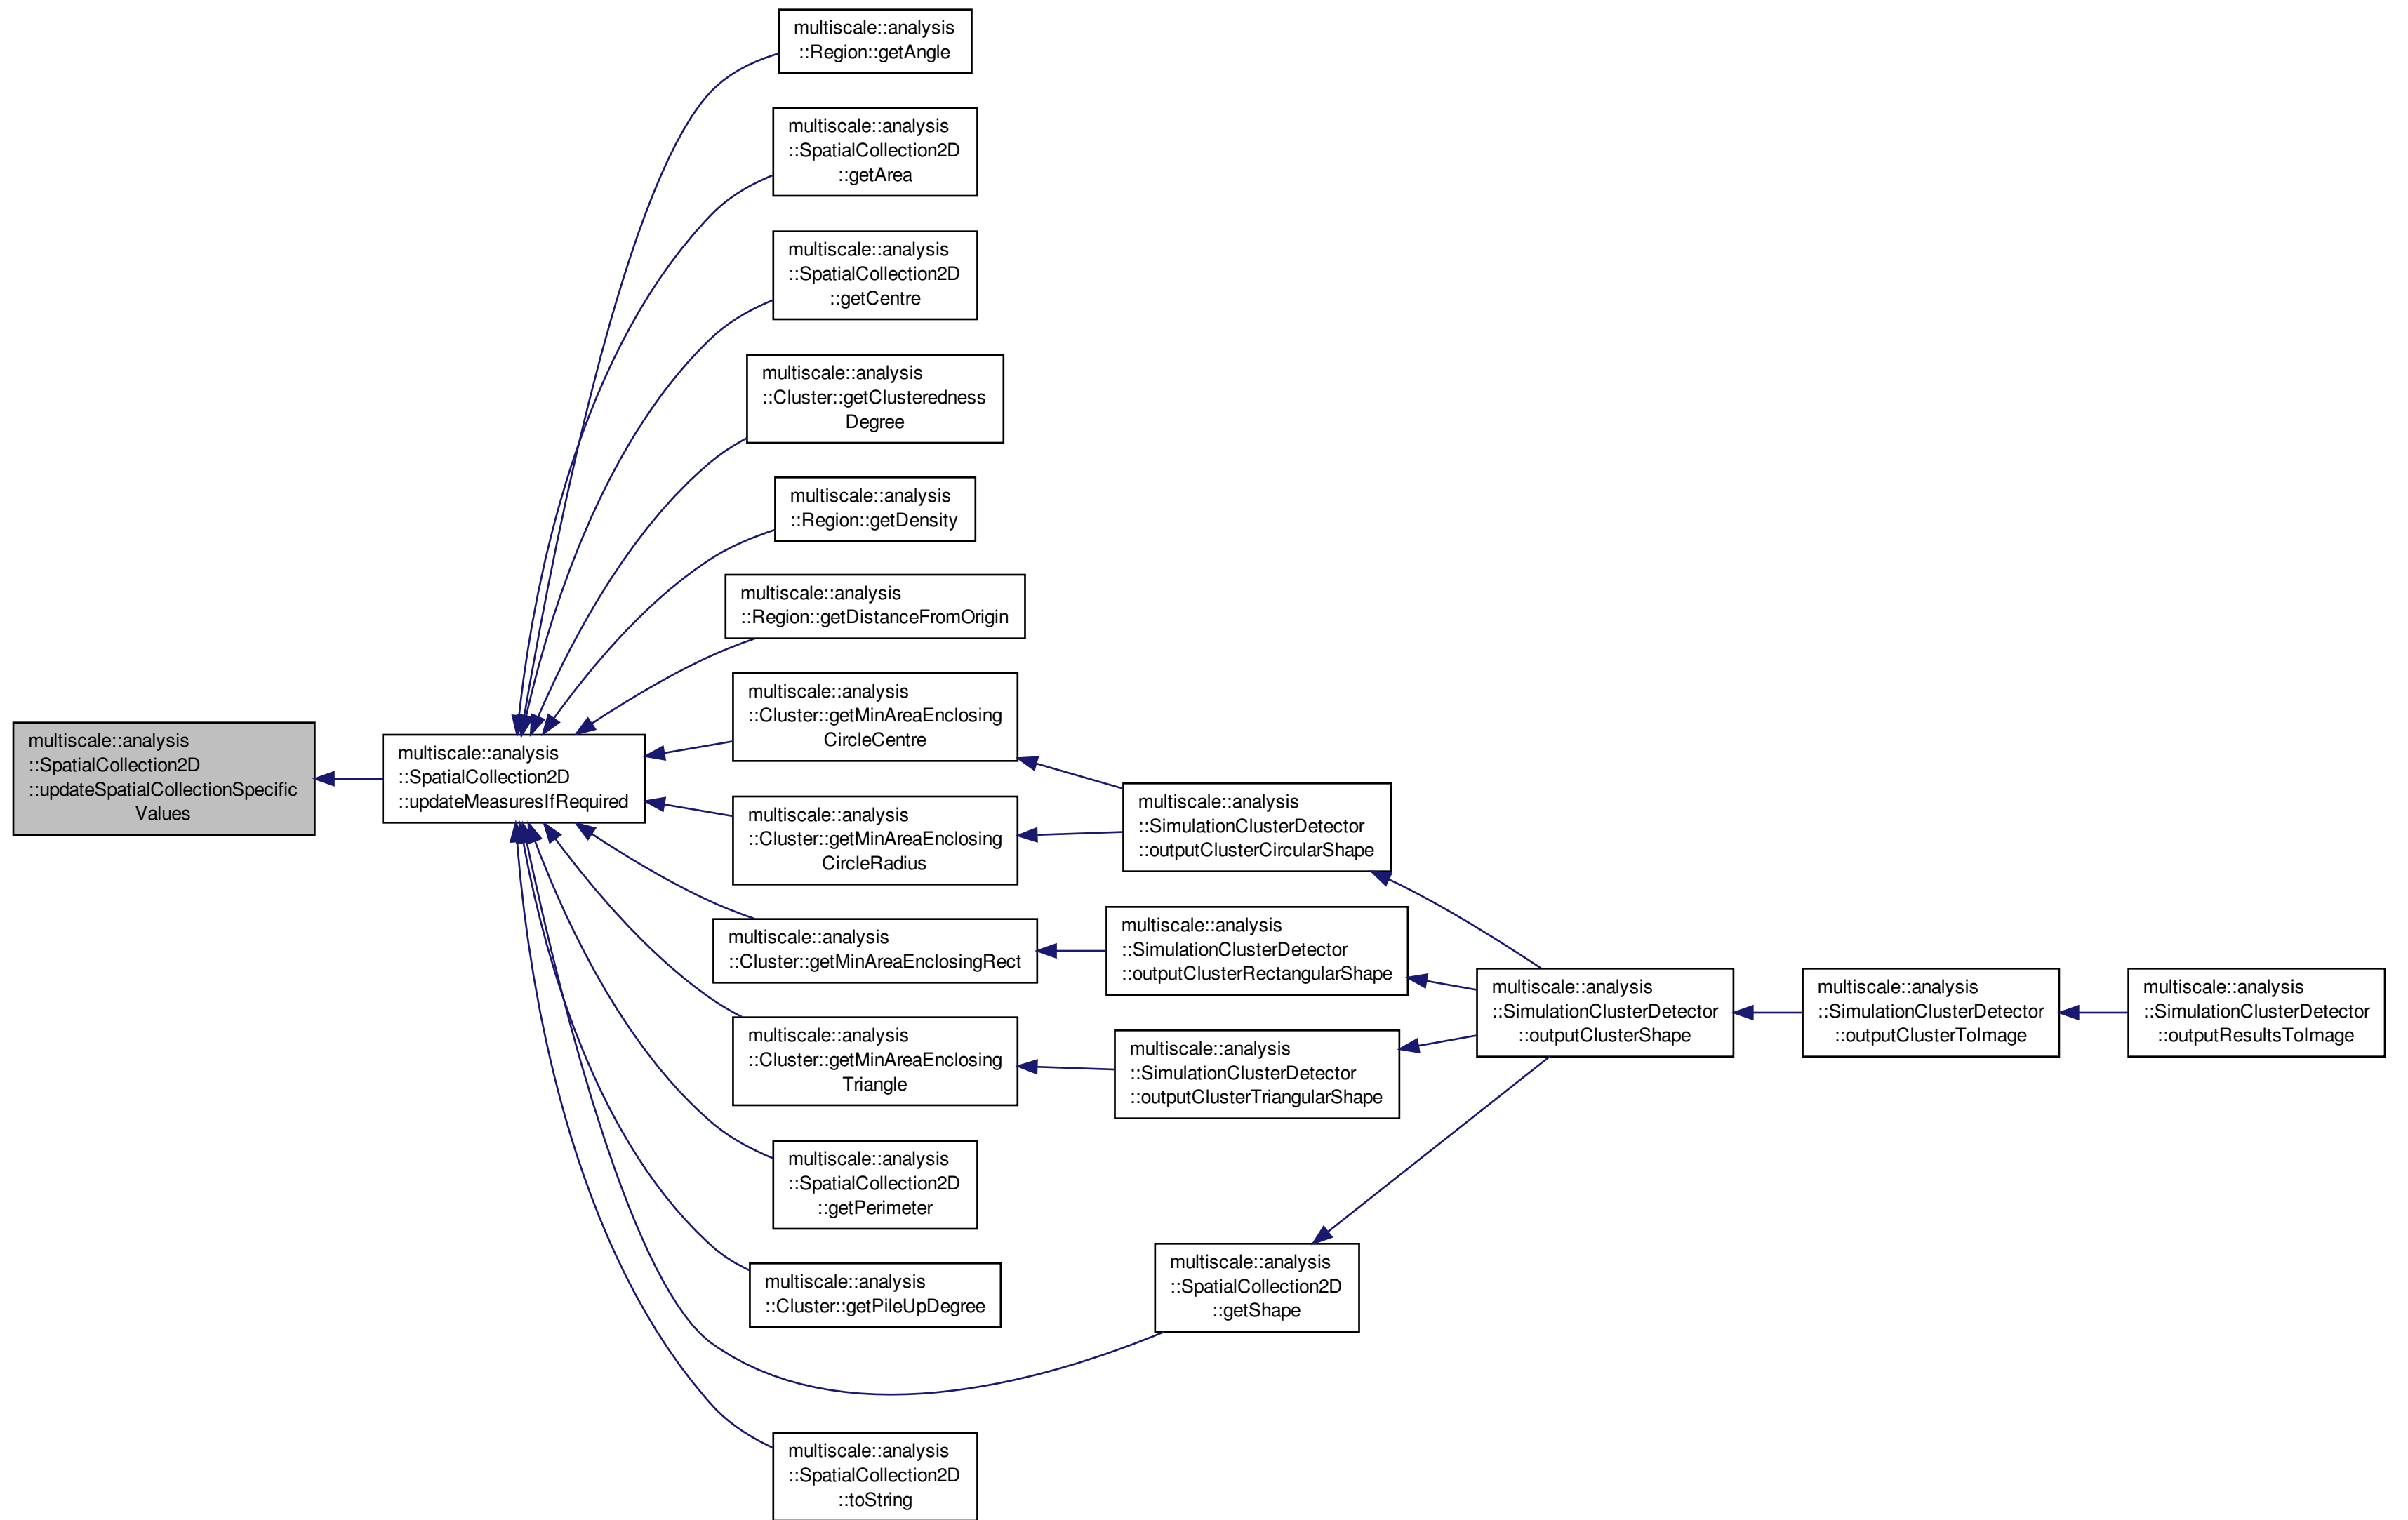 multiscale::analysis
::Region::getAngle
multiscale::analysis
::SpatialCollection2D
::getArea
multiscale::analysis
::SpatialCollection2D
::getCentre
multiscale::analysis
::Cluster::getClusteredness
Degree
multiscale::analysis
::Region::getDensity
multiscale::analysis
::Region::getDistanceFromOrigin
multiscale::analysis
::Cluster::getMinAreaEnclosing
CircleCentre
multiscale::analysis
::SpatialCollection2D
::updateSpatialCollectionSpecific
Values
multiscale::analysis
::SpatialCollection2D
::updateMeasuresIfRequired
multiscale::analysis
::Cluster::getMinAreaEnclosing
CircleRadius
multiscale::analysis
::SimulationClusterDetector
::outputClusterCircularShape
multiscale::analysis
::Cluster::getMinAreaEnclosingRect
multiscale::analysis
::SimulationClusterDetector
::outputClusterRectangularShape
multiscale::analysis
::SimulationClusterDetector
::outputClusterShape
multiscale::analysis
::SimulationClusterDetector
::outputClusterToImage
multiscale::analysis
::SimulationClusterDetector
::outputResultsToImage
multiscale::analysis
::Cluster::getMinAreaEnclosing
Triangle
multiscale::analysis
::SimulationClusterDetector
::outputClusterTriangularShape
multiscale::analysis
::SpatialCollection2D
::getPerimeter
multiscale::analysis
::Cluster::getPileUpDegree
multiscale::analysis
::SpatialCollection2D
::getShape
multiscale::analysis
::SpatialCollection2D
::toString